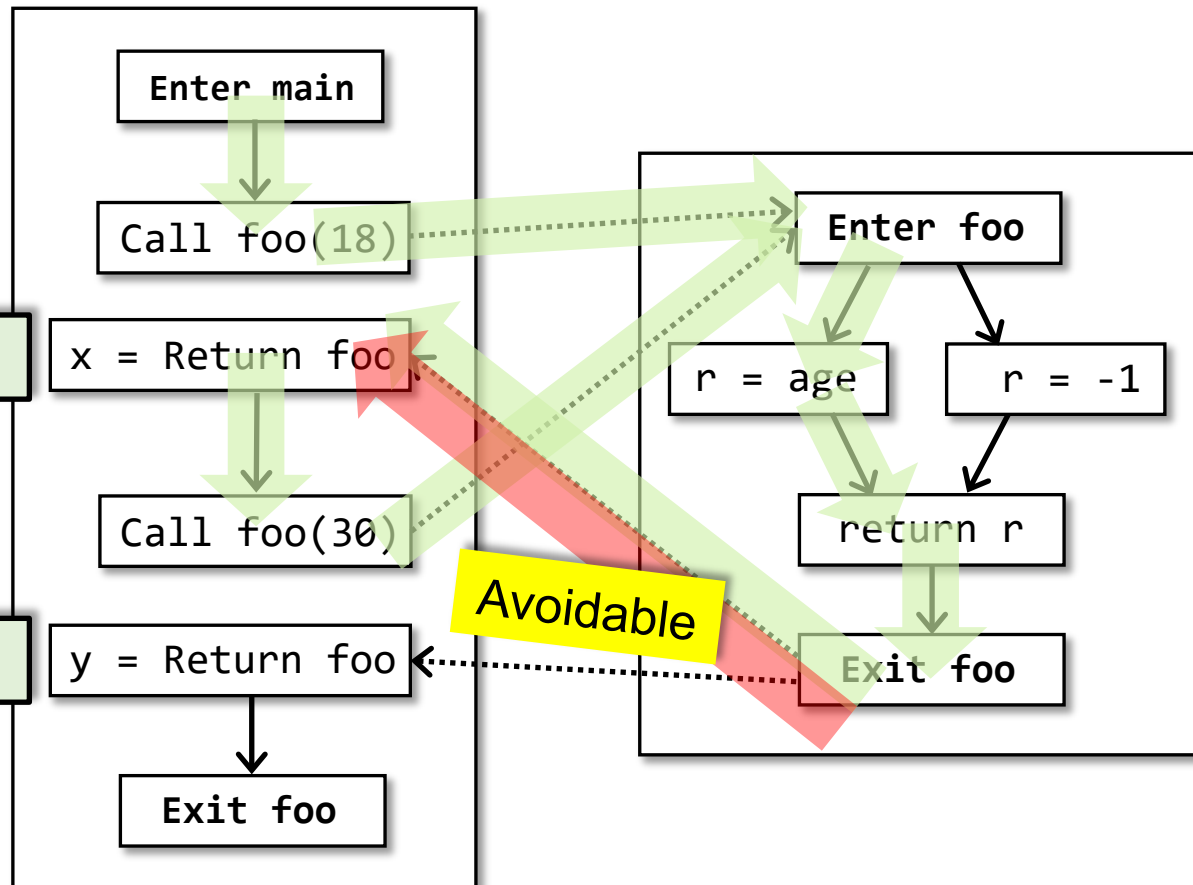 Enter main
Call foo(18)
x = Return foo
Call foo(30)
y = Return foo
Exit foo
Avoidable
Enter foo
r = age
r = -1
return r
Exit foo